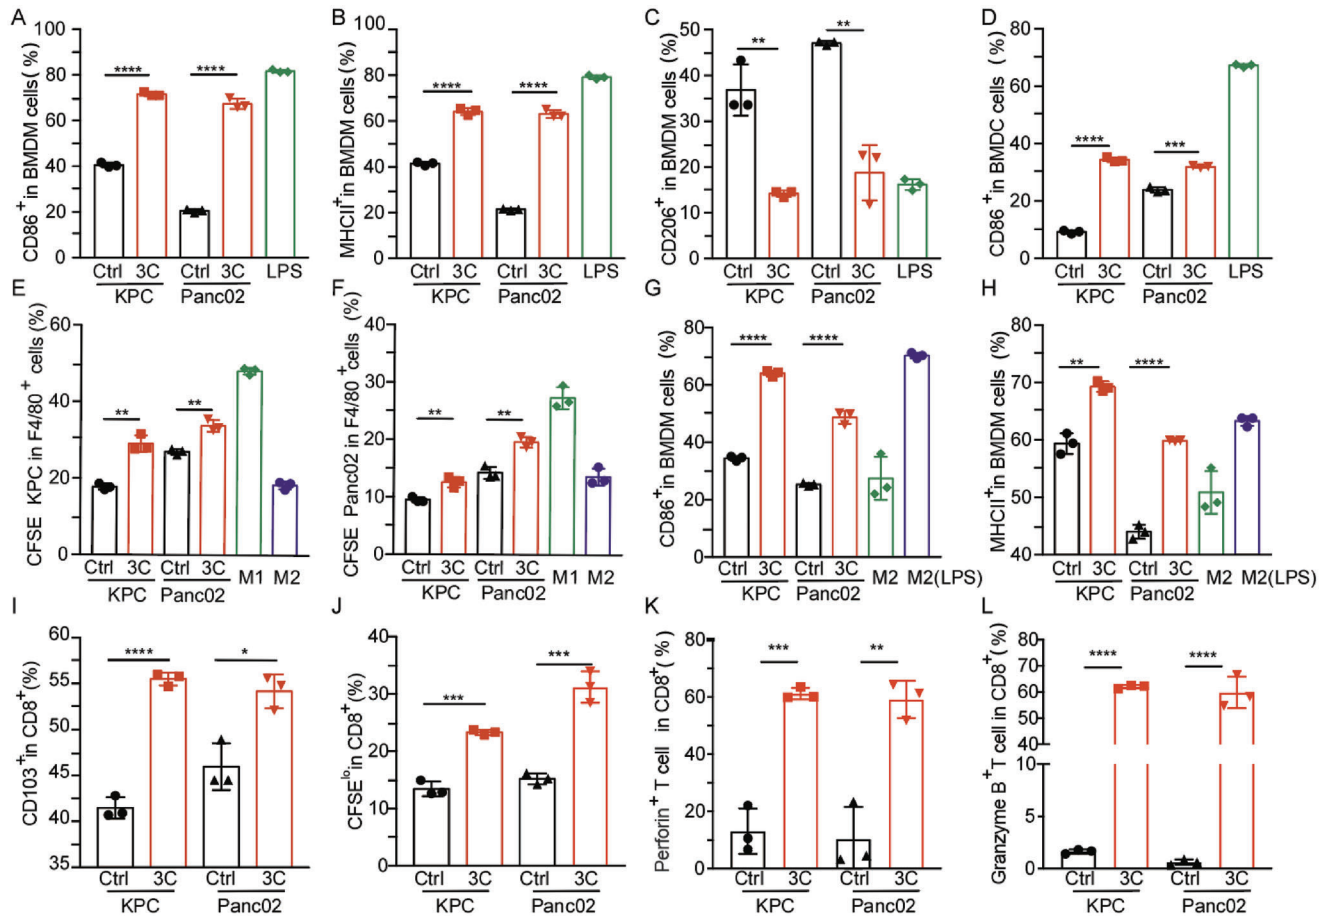 A
CD86 + in BMDM cells (%)
100
80
60
40
20
0
****
****
Ctrl 3C Ctrl 3C LPS
KPC Panc02
B
MHCII+ in BMDM cells (%)
100
80
60
40
20
0
****
****
Ctrl 3C Ctrl 3C LPS
KPC Panc02
C
CD206+ in BMDM cells (%)
50
40
30
20
10
0
**
**
Ctrl 3C Ctrl 3C LPS
KPC Panc02
D
CD86 + in BMDC cells (%)
80
60
40
20
0
****
***
Ctrl 3C Ctrl 3C LPS
KPC Panc02
E
CFSE KPC in F4/80 + cells (%)
60
40
20
0
**
**
Ctrl 3C Ctrl 3C M1 M2
KPC Panc02
F
CFSE Panc02 in F4/80 + cells (%)
40
30
20
10
0
**
**
Ctrl 3C Ctrl 3C M1 M2
KPC Panc02
G
CD86+ in BMDM cells (%)
80
60
40
20
0
****
****
Ctrl 3C Ctrl 3C M2 M2(LPS)
KPC Panc02
H
MHCII+ in BMDM cells (%)
80
70
60
50
40
**
****
Ctrl 3C Ctrl 3C M2 M2(LPS)
KPC Panc02
I
CD103+ in CD8+ (%)
60
55
50
45
40
35
****
*
Ctrl 3C Ctrl 3C
KPC Panc02
J
CFSElo in CD8+ (%)
40
30
20
10
0
***
***
Ctrl 3C Ctrl 3C
KPC Panc02
K
Perforin+ T cell in CD8+ (%)
80
60
40
20
0
***
**
Ctrl 3C Ctrl 3C
KPC Panc02
L
Granzyme B+ T cell in CD8+ (%)
80
70
60
50
40
10
5
0
****
****
Ctrl 3C Ctrl 3C
KPC Panc02